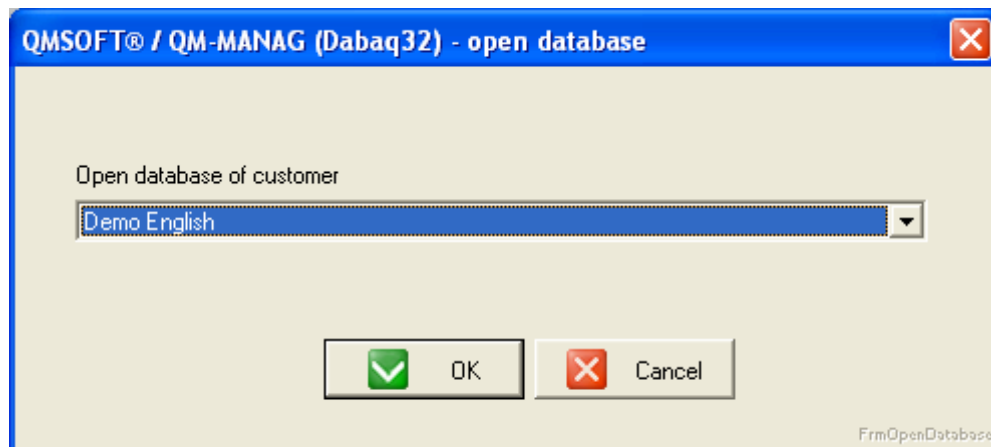 QMSOFT® / QM-MANAG (Dabaq32) - open database
Open database of customer
Demo English
OK
Cancel
FrmOpenDatabase